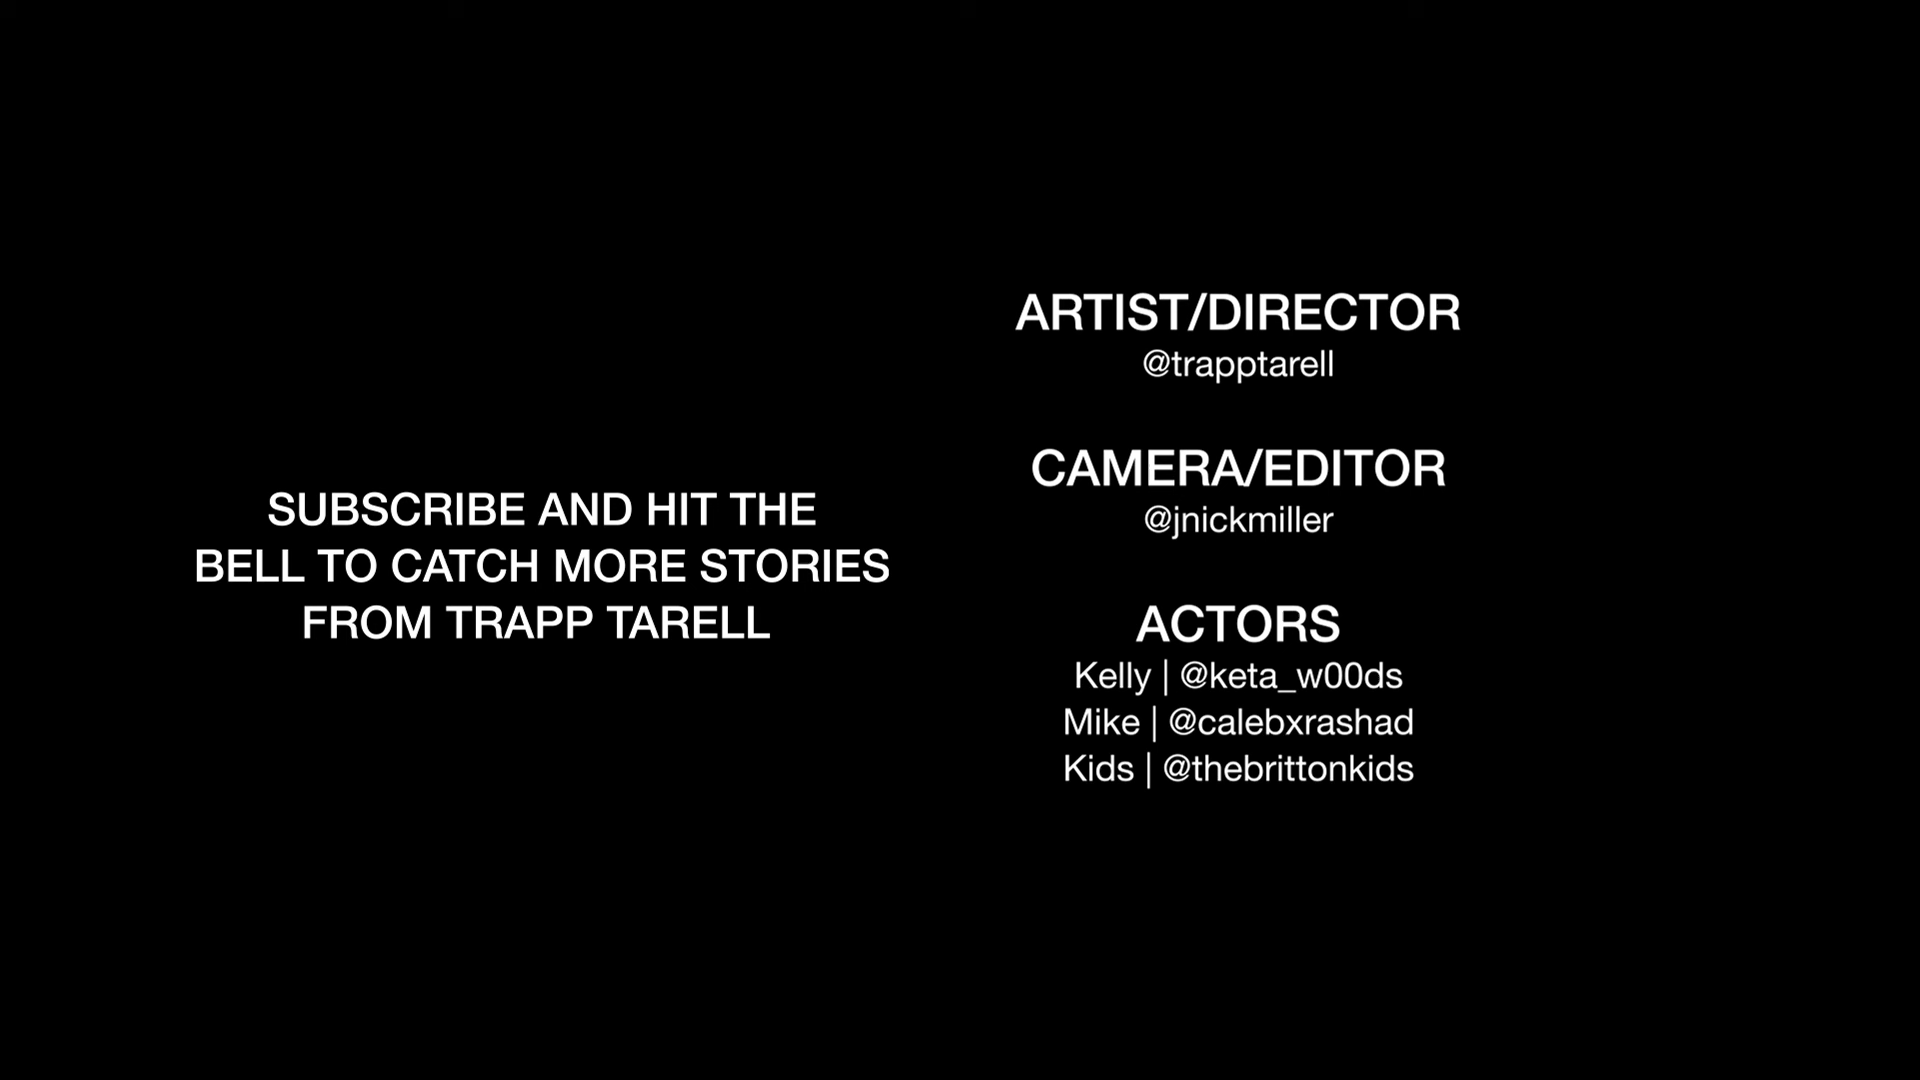 SUBSCRIBE AND HIT THE
BELL TO CATCH MORE STORIES
FROM TRAPP TARELL
ARTIST/DIRECTOR
@trapptarell
CAMERA/EDITOR
@jnickmiller
ACTORS
Kelly | @keta_w00ds
Mike | @calebxrashad
Kids | @thebrittonkids